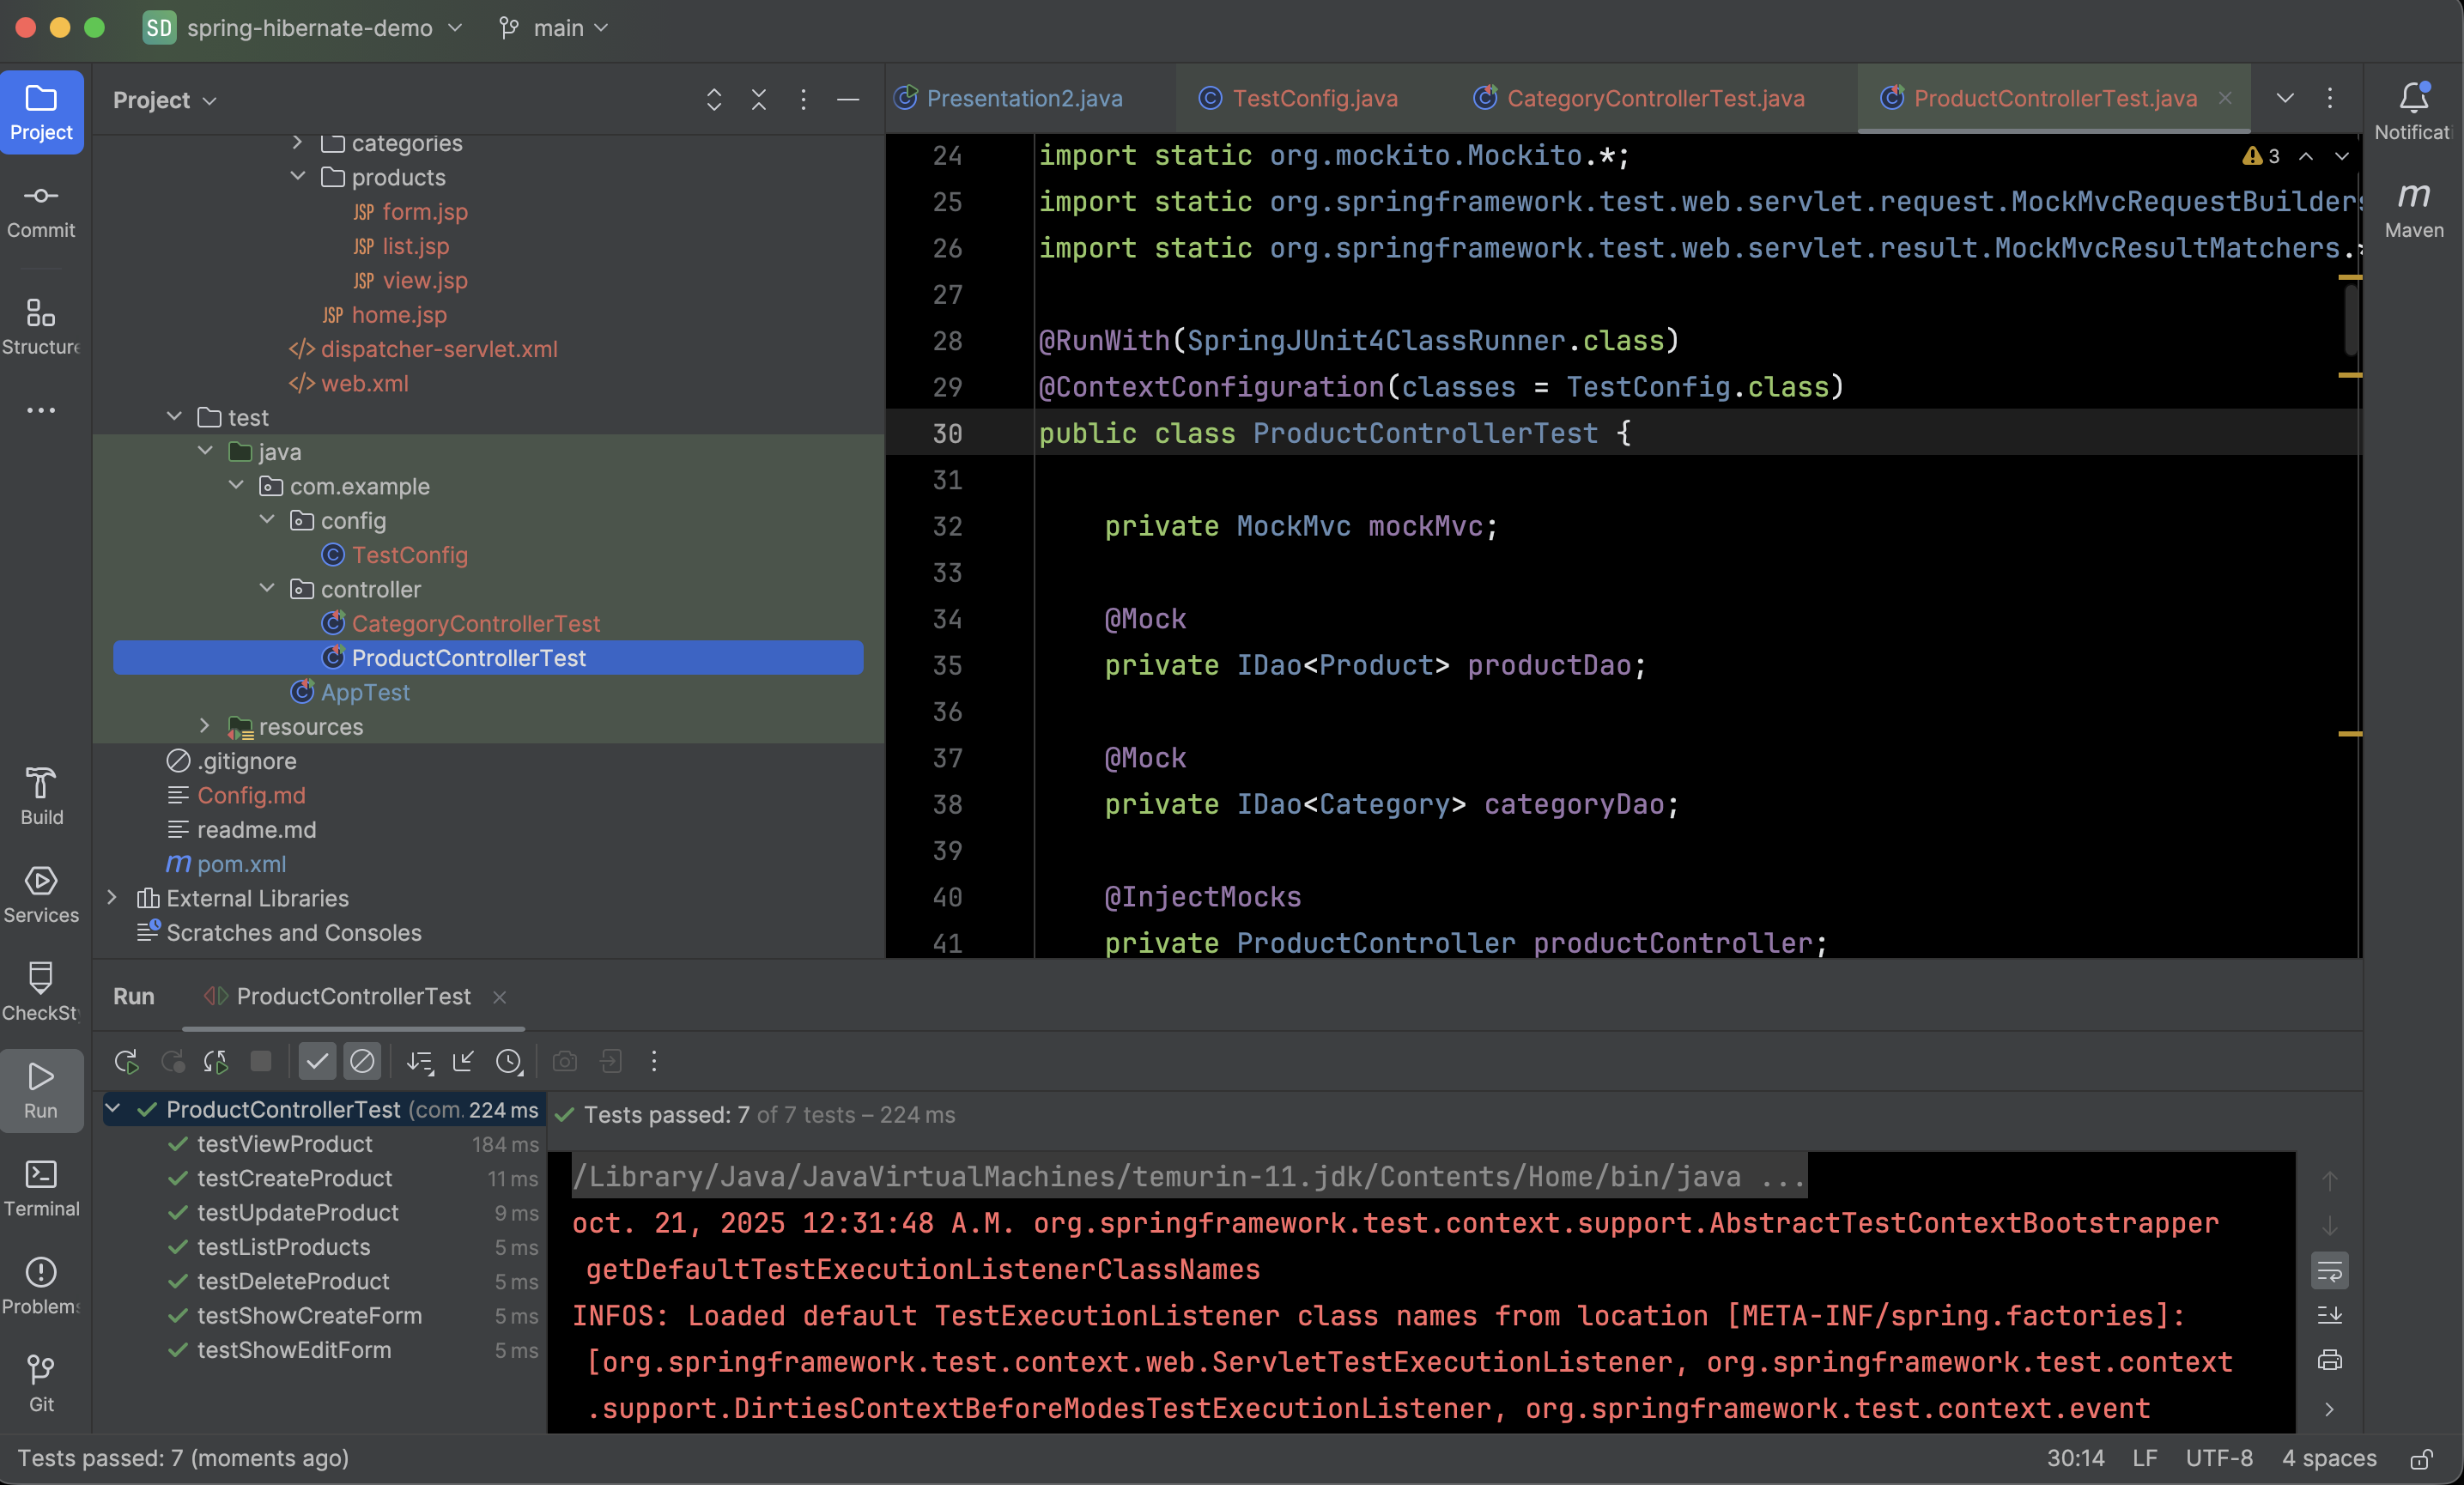 SD spring-hibernate-demo main
Project
Commit
Structure
Build
Services
CheckSty
Run
Terminal
Problems
Git
Project
categories
products
JSP form.jsp
JSP list.jsp
JSP view.jsp
JSP home.jsp
</> dispatcher-servlet.xml
</> web.xml
test
java
com.example
config
TestConfig
controller
CategoryControllerTest
ProductControllerTest
AppTest
resources
.gitignore
Config.md
readme.md
m pom.xml
External Libraries
Scratches and Consoles
Presentation2.java TestConfig.java CategoryControllerTest.java ProductControllerTest.java
3
24 import static org.mockito.Mockito.*;
25 import static org.springframework.test.web.servlet.request.MockMvcRequestBuilders
26 import static org.springframework.test.web.servlet.result.MockMvcResultMatchers.*
27
28 @RunWith(SpringJUnit4ClassRunner.class)
29 @ContextConfiguration(classes = TestConfig.class)
30 public class ProductControllerTest {
31
32 private MockMvc mockMvc;
33
34 @Mock
35 private IDao<Product> productDao;
36
37 @Mock
38 private IDao<Category> categoryDao;
39
40 @InjectMocks
41 private ProductController productController;
Notificati
m
Maven
Run ProductControllerTest
ProductControllerTest (com. 224 ms
testViewProduct 184 ms
testCreateProduct 11 ms
testUpdateProduct 9 ms
testListProducts 5 ms
testDeleteProduct 5 ms
testShowCreateForm 5 ms
testShowEditForm 5 ms
Tests passed: 7 of 7 tests – 224 ms
/Library/Java/JavaVirtualMachines/temurin-11.jdk/Contents/Home/bin/java ...
oct. 21, 2025 12:31:48 A.M. org.springframework.test.context.support.AbstractTestContextBootstrapper
getDefaultTestExecutionListenerClassNames
INFOS: Loaded default TestExecutionListener class names from location [META-INF/spring.factories]:
[org.springframework.test.context.web.ServletTestExecutionListener, org.springframework.test.context
.support.DirtiesContextBeforeModesTestExecutionListener, org.springframework.test.context.event
Tests passed: 7 (moments ago) 30:14 LF UTF-8 4 spaces